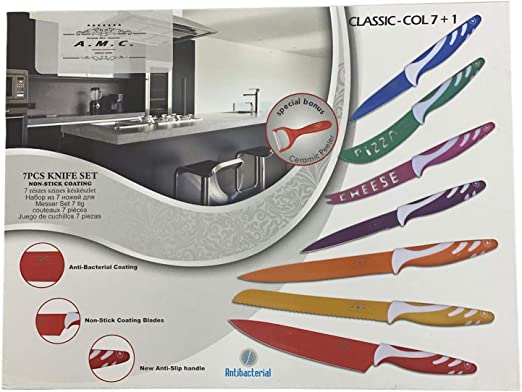 CLASSIC - COL 7 + 1
A.M.C.
special bonus
Ceramic Peeler
PIZZA
CHEESE
7PCS KNIFE SET
NON-STICK COATING
7 részes színes késkészlet
Набор из 7 ножей для
Messer Set 7 tlg
couteaux 7 pièces
Juego de cuchillos 7 piezas
Anti-Bacterial Coating
Non-Stick Coating Blades
New Anti-Slip handle
Antibacterial